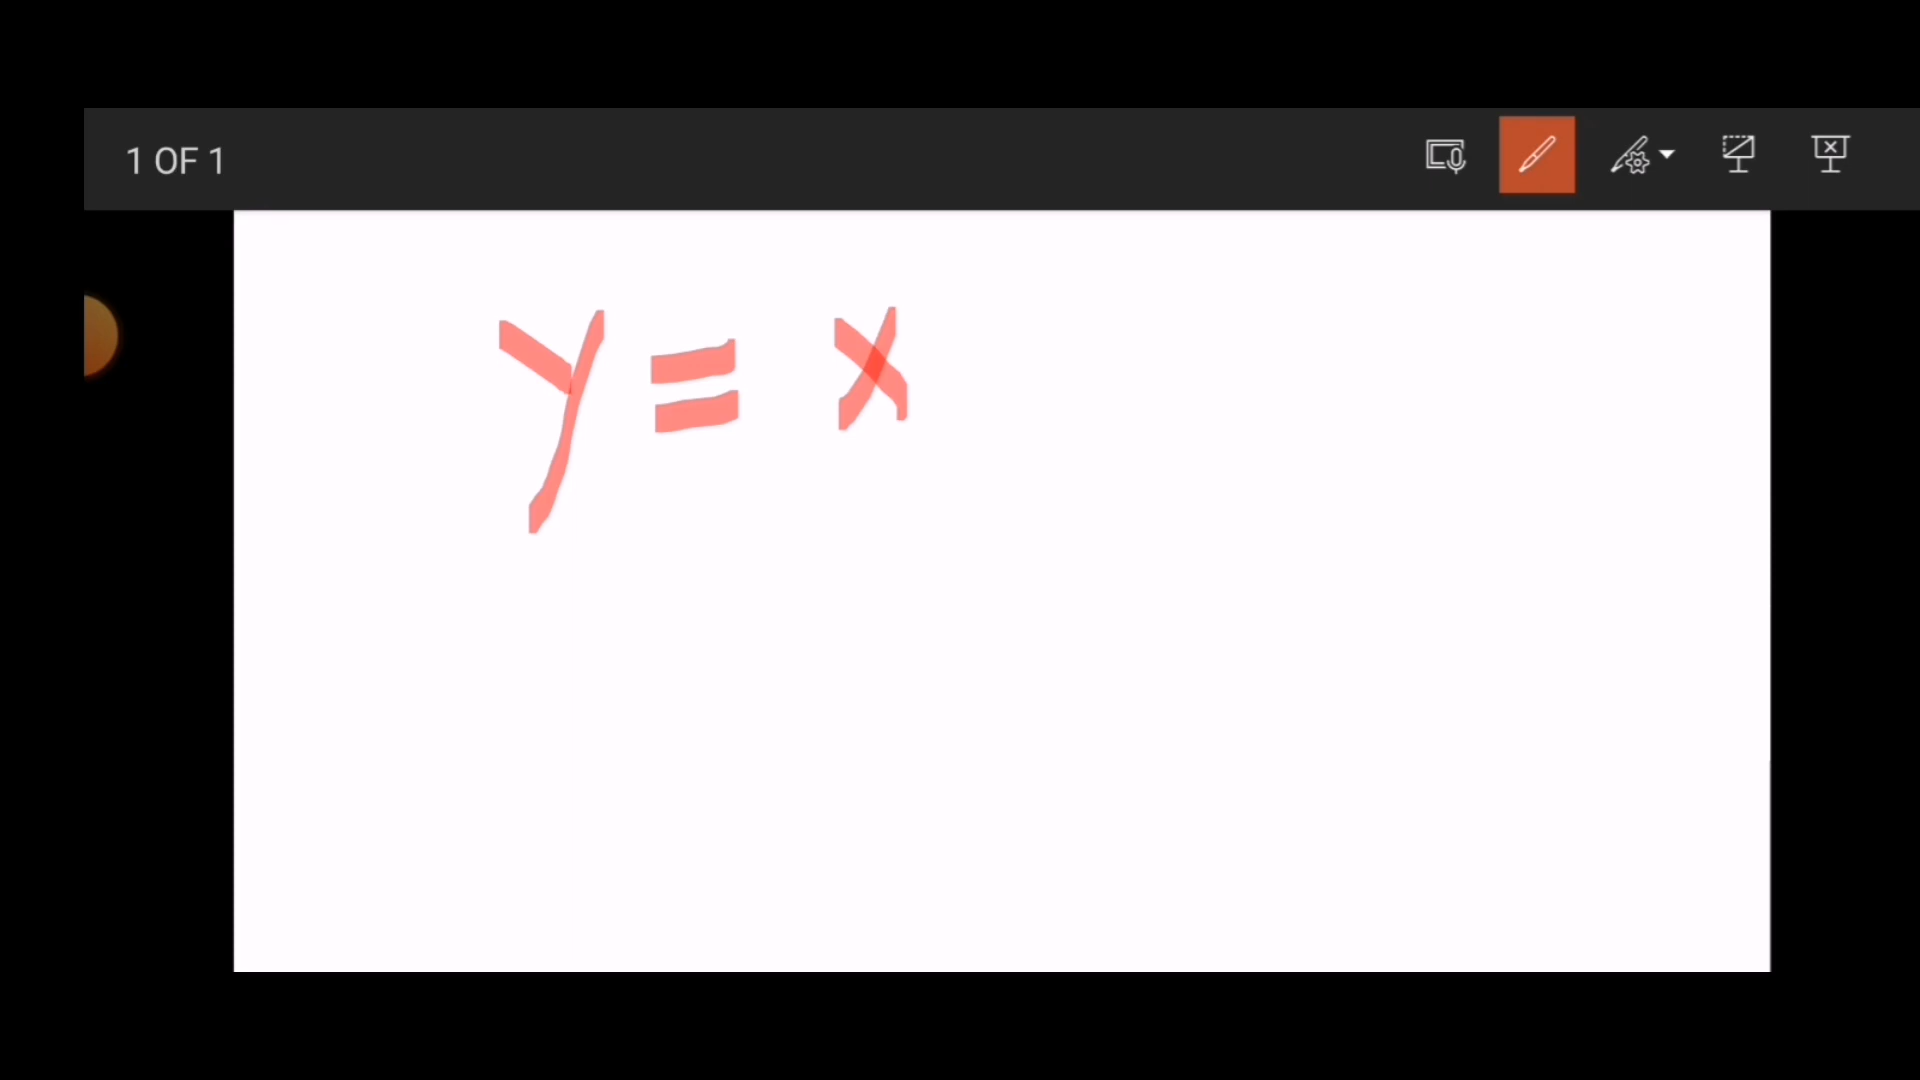 1 OF 1
y = x